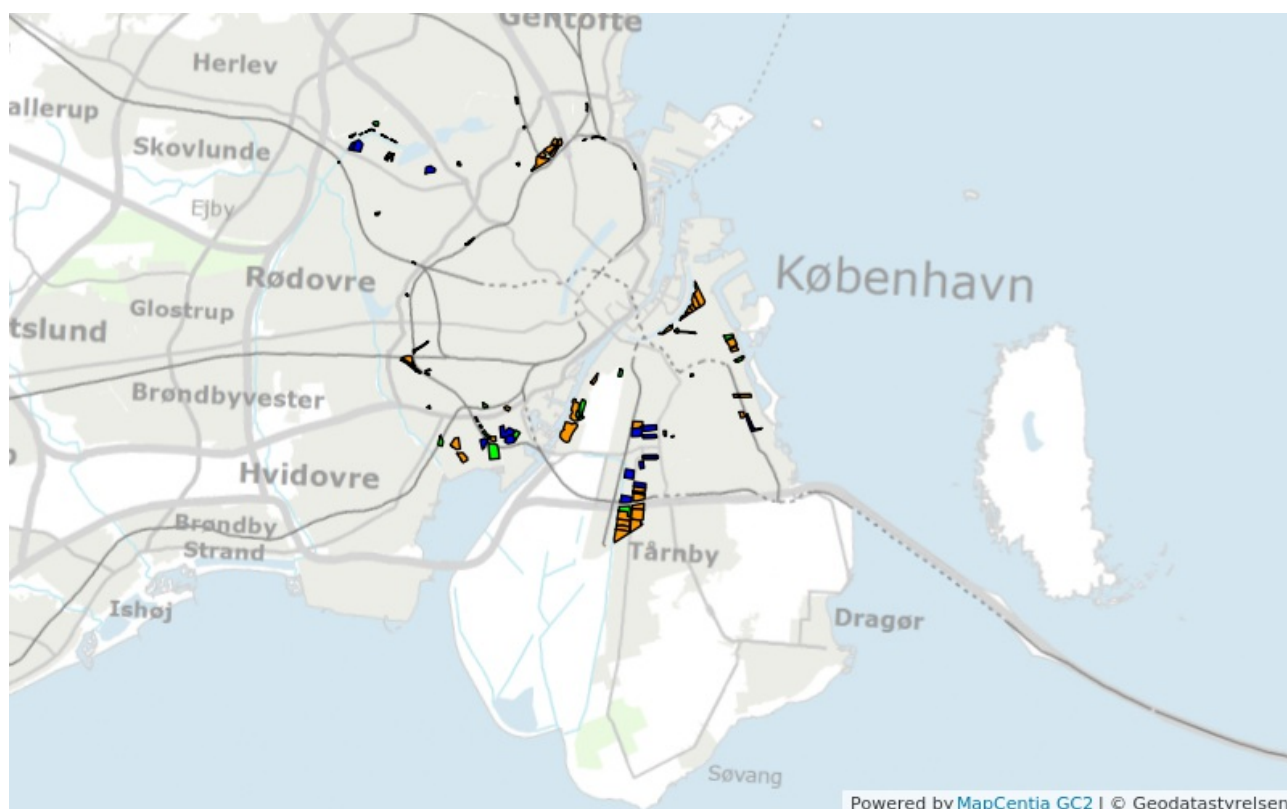 Gentofte
Herlev
allerup
Skovlunde
Ejby
København
Rødovre
Glostrup
tslund
Brøndbyvester
Hvidovre
Brøndby
Strand
Tårnby
Ishøj
Dragør
Søvang
Powered by MapCentia GC2 | © Geodatastyrelsen